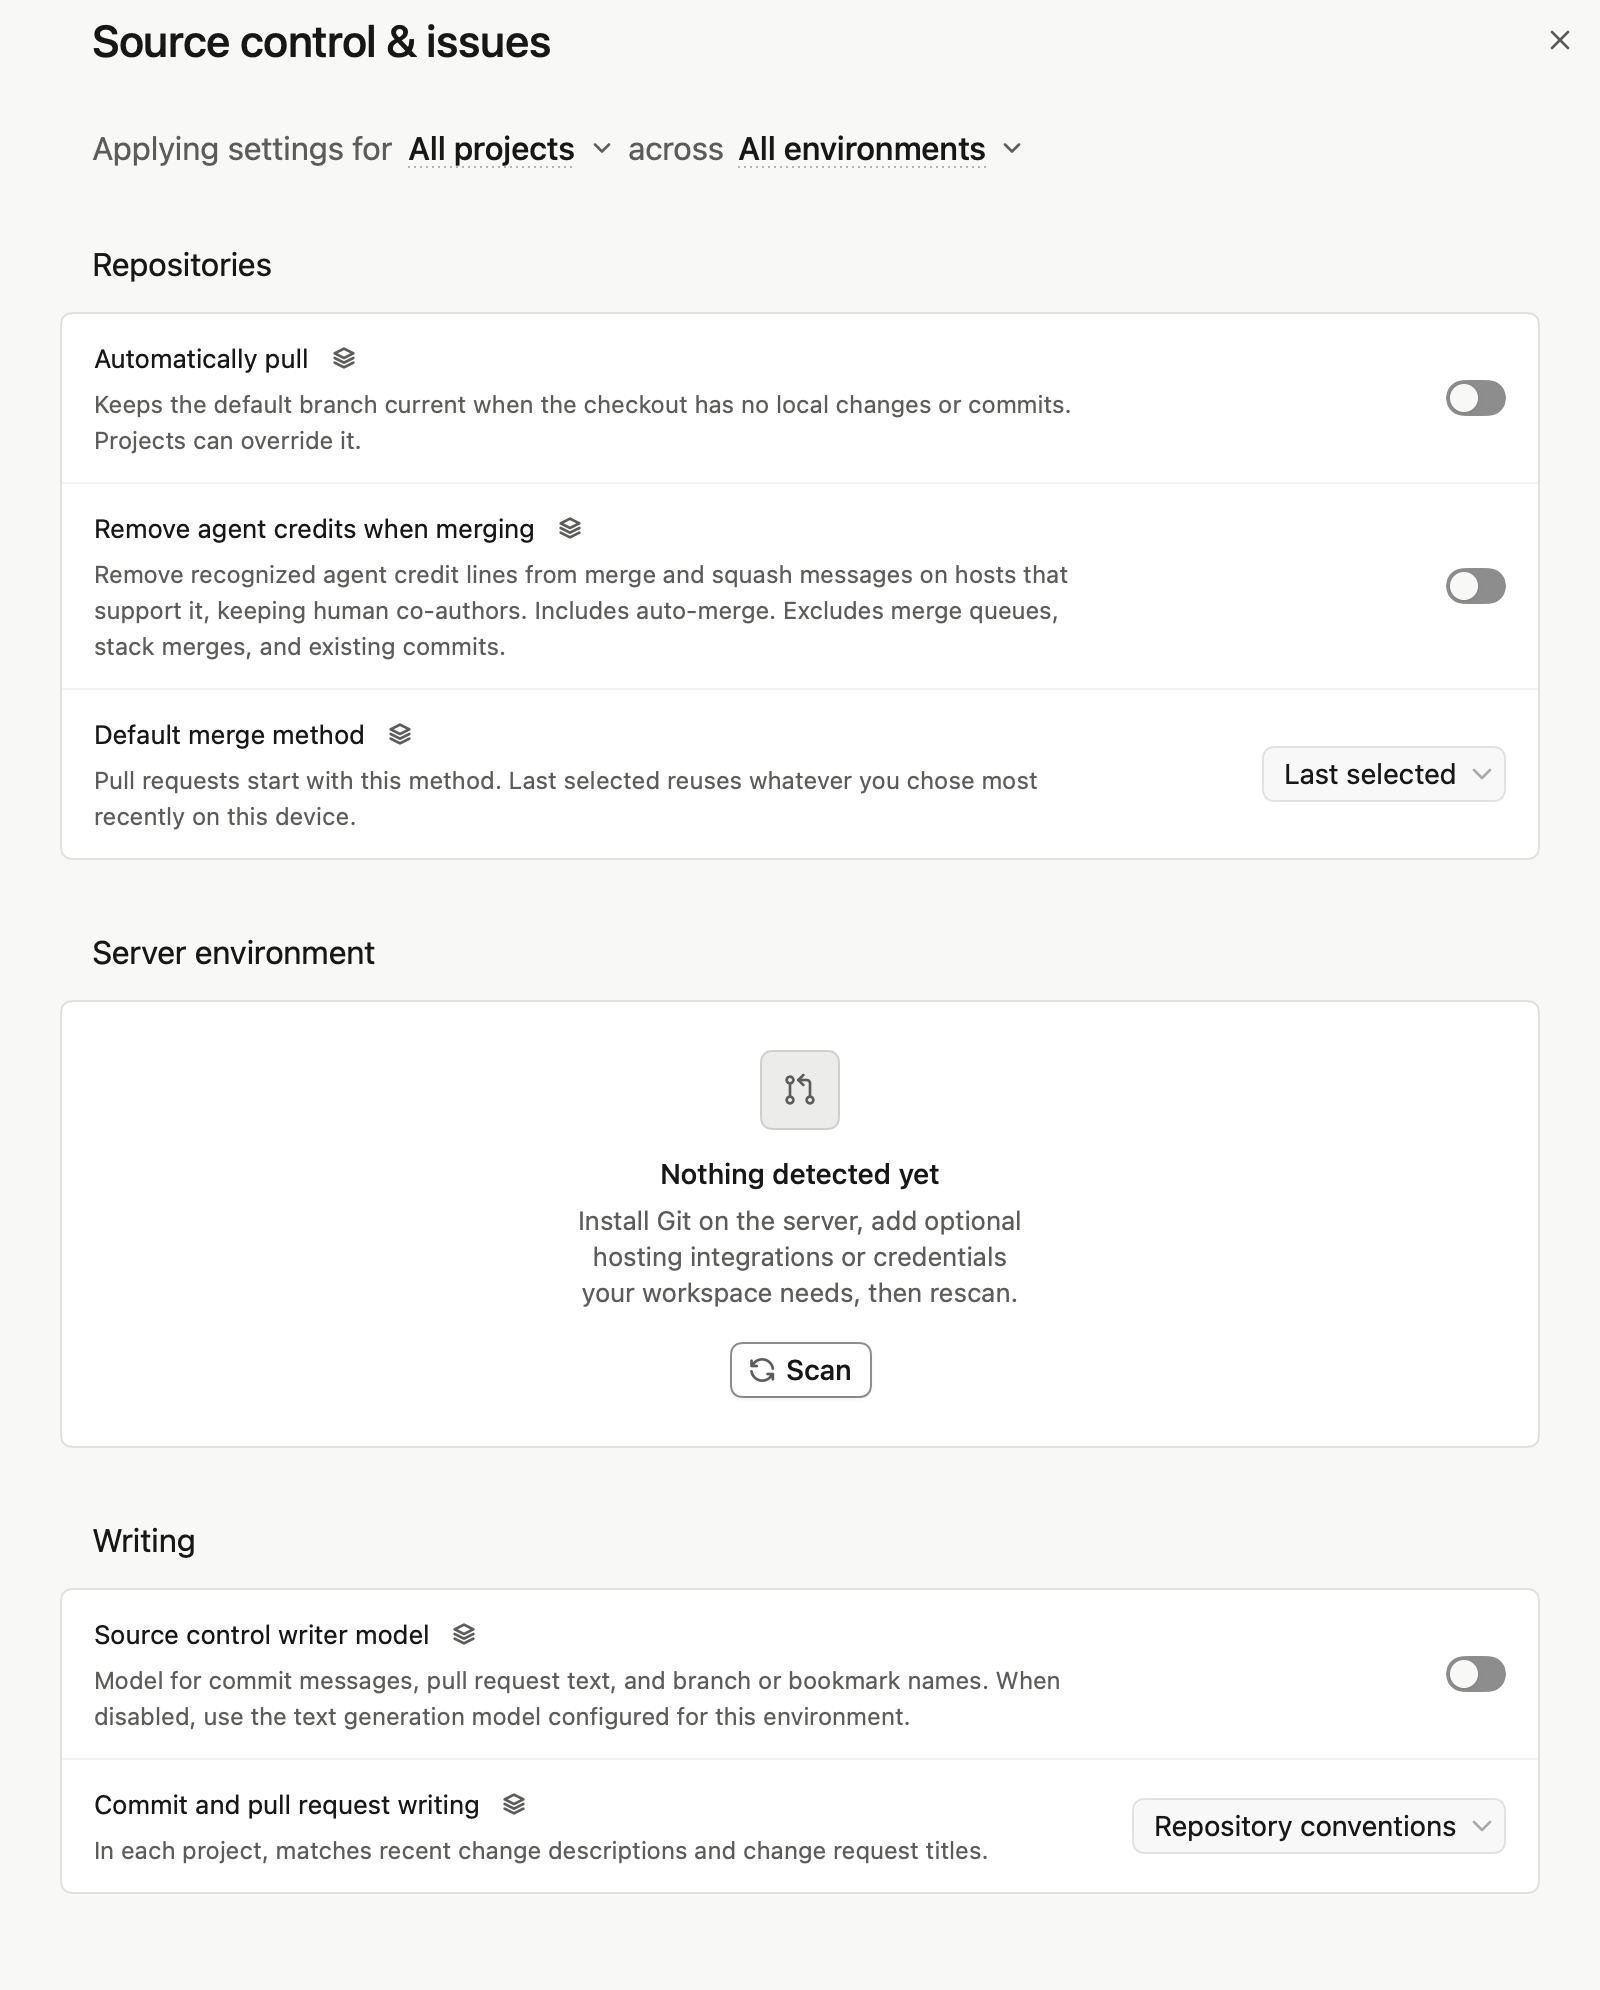 Source control & issues
Applying settings for All projects across All environments
Repositories
Automatically pull
Keeps the default branch current when the checkout has no local changes or commits.
Projects can override it.
Remove agent credits when merging
Remove recognized agent credit lines from merge and squash messages on hosts that
support it, keeping human co-authors. Includes auto-merge. Excludes merge queues,
stack merges, and existing commits.
Default merge method
Pull requests start with this method. Last selected reuses whatever you chose most
recently on this device.
Last selected
Server environment
Nothing detected yet
Install Git on the server, add optional
hosting integrations or credentials
your workspace needs, then rescan.
Scan
Writing
Source control writer model
Model for commit messages, pull request text, and branch or bookmark names. When
disabled, use the text generation model configured for this environment.
Commit and pull request writing
In each project, matches recent change descriptions and change request titles.
Repository conventions